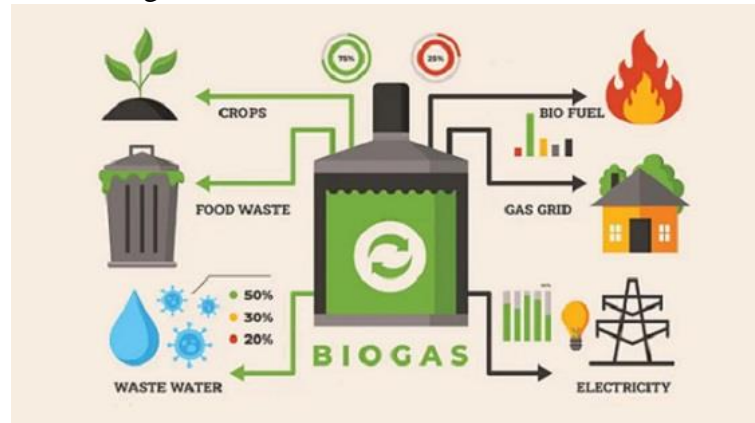 75%
25%
CROPS
BIO FUEL
FOOD WASTE
GAS GRID
50%
30%
20%
BIOGAS
WASTE WATER
ELECTRICITY